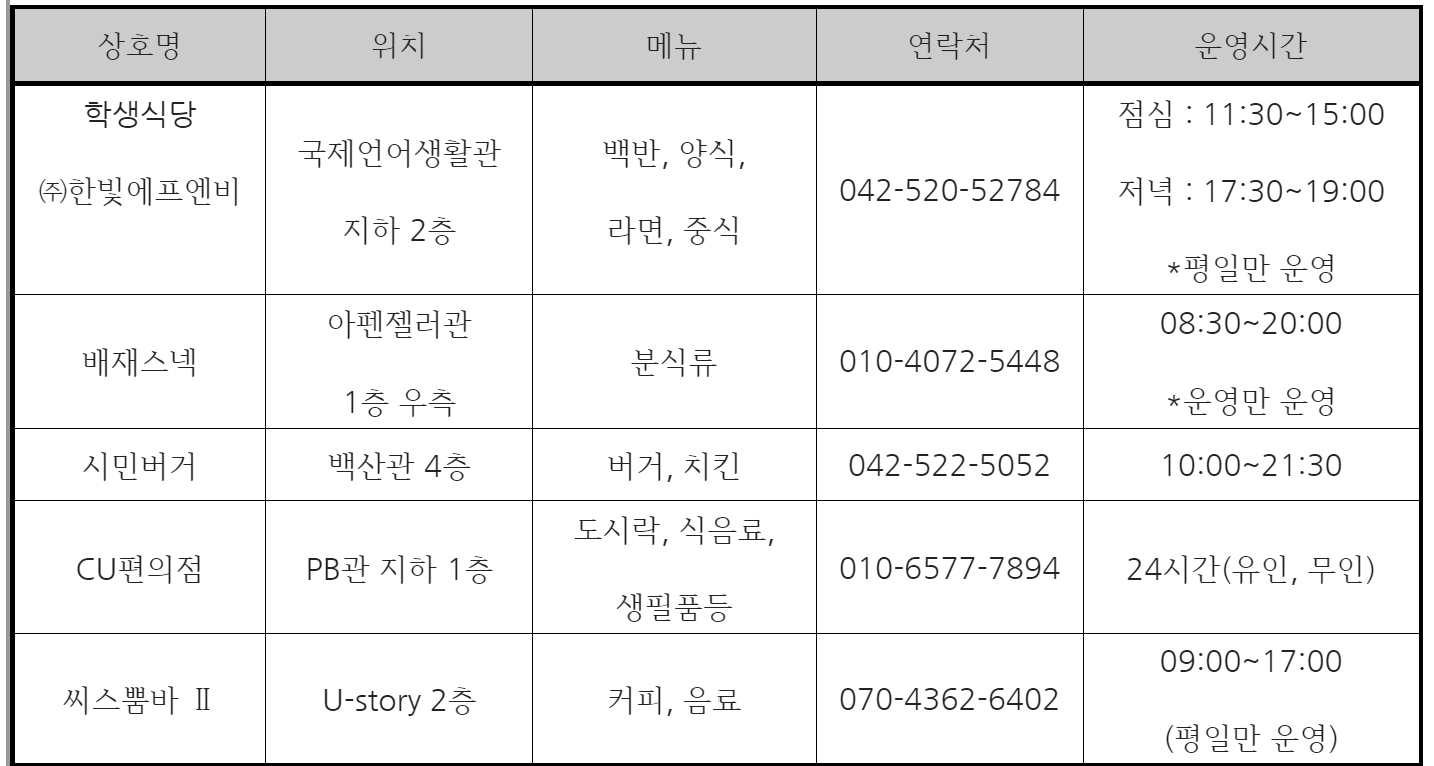 상호명 위치 메뉴 연락처 운영시간
학생식당
㈜한빛에프엔비
국제언어생활관
지하 2층
백반, 양식,
라면, 중식
042-520-52784
점심 : 11:30~15:00
저녁 : 17:30~19:00
*평일만 운영
배재스넥
아펜젤러관
1층 우측
분식류
010-4072-5448
08:30~20:00
*운영만 운영
시민버거 백산관 4층 버거, 치킨 042-522-5052 10:00~21:30
CU편의점
PB관 지하 1층
도시락, 식음료,
생필품등
010-6577-7894
24시간(유인, 무인)
씨스뿜바 Ⅱ
U-story 2층
커피, 음료
070-4362-6402
09:00~17:00
(평일만 운영)